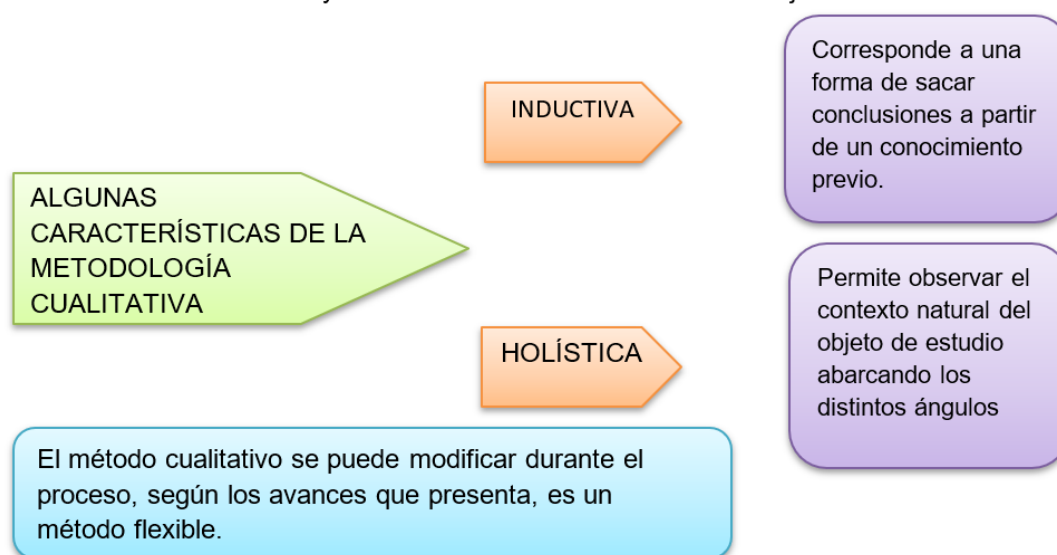 ALGUNAS
CARACTERÍSTICAS DE LA
METODOLOGÍA
CUALITATIVA
INDUCTIVA
Corresponde a una
forma de sacar
conclusiones a partir
de un conocimiento
previo.
HOLÍSTICA
Permite observar el
contexto natural del
objeto de estudio
abarcando los
distintos ángulos
El método cualitativo se puede modificar durante el
proceso, según los avances que presenta, es un
método flexible.